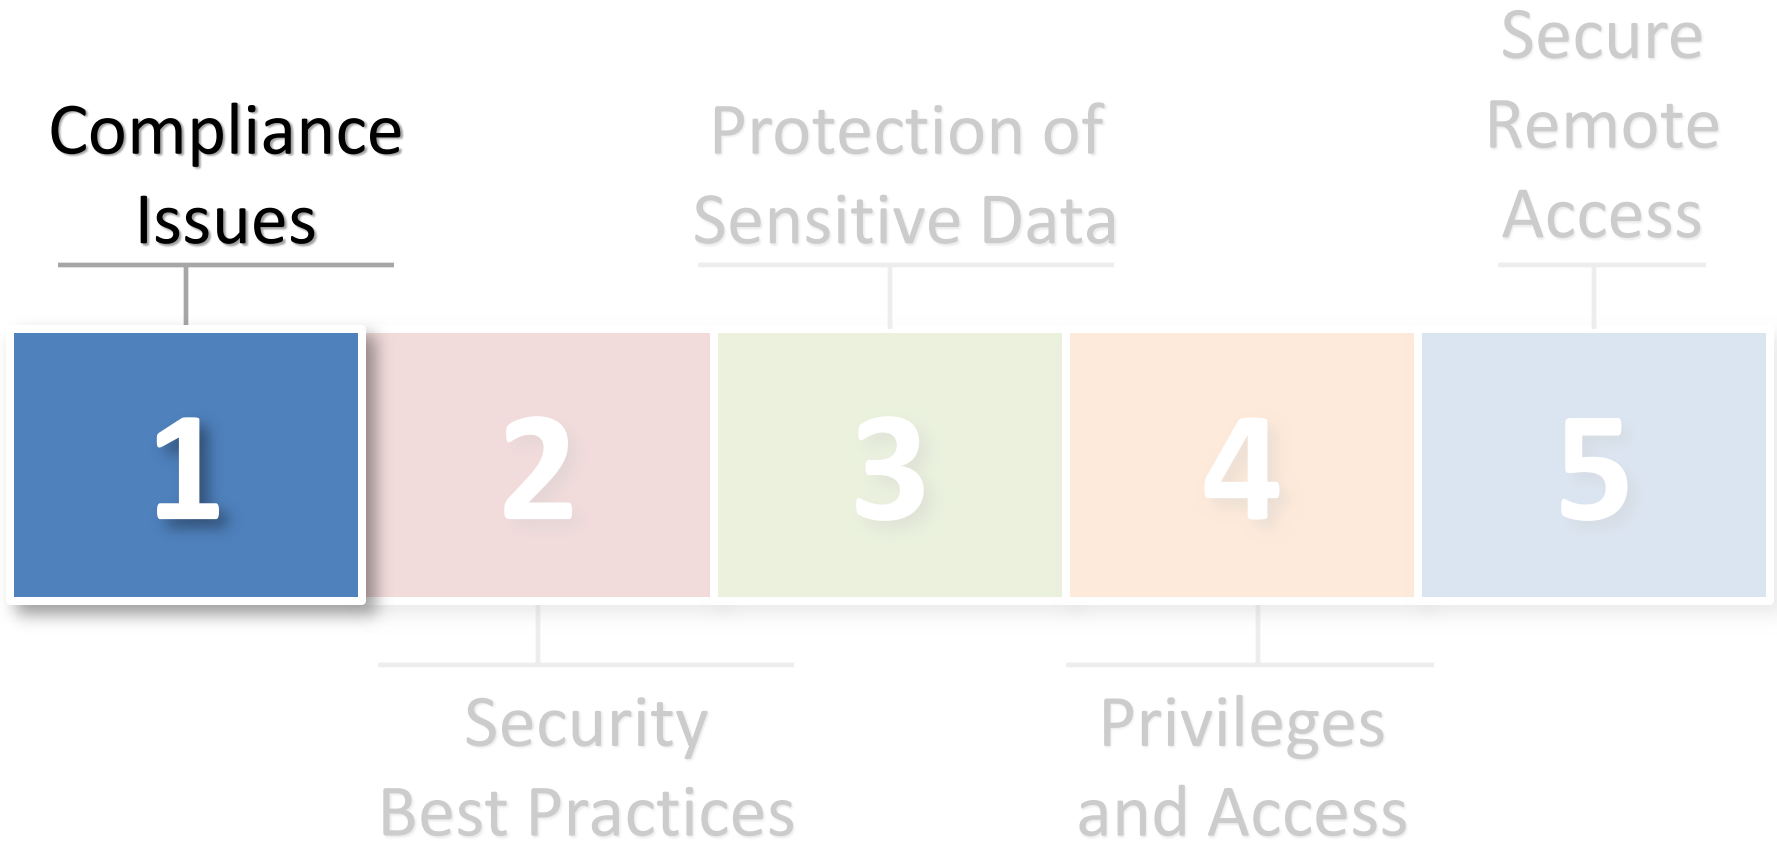 Compliance
Issues
Protection of
Sensitive Data
Secure
Remote
Access
1
2
3
4
5
Security
Best Practices
Privileges
and Access